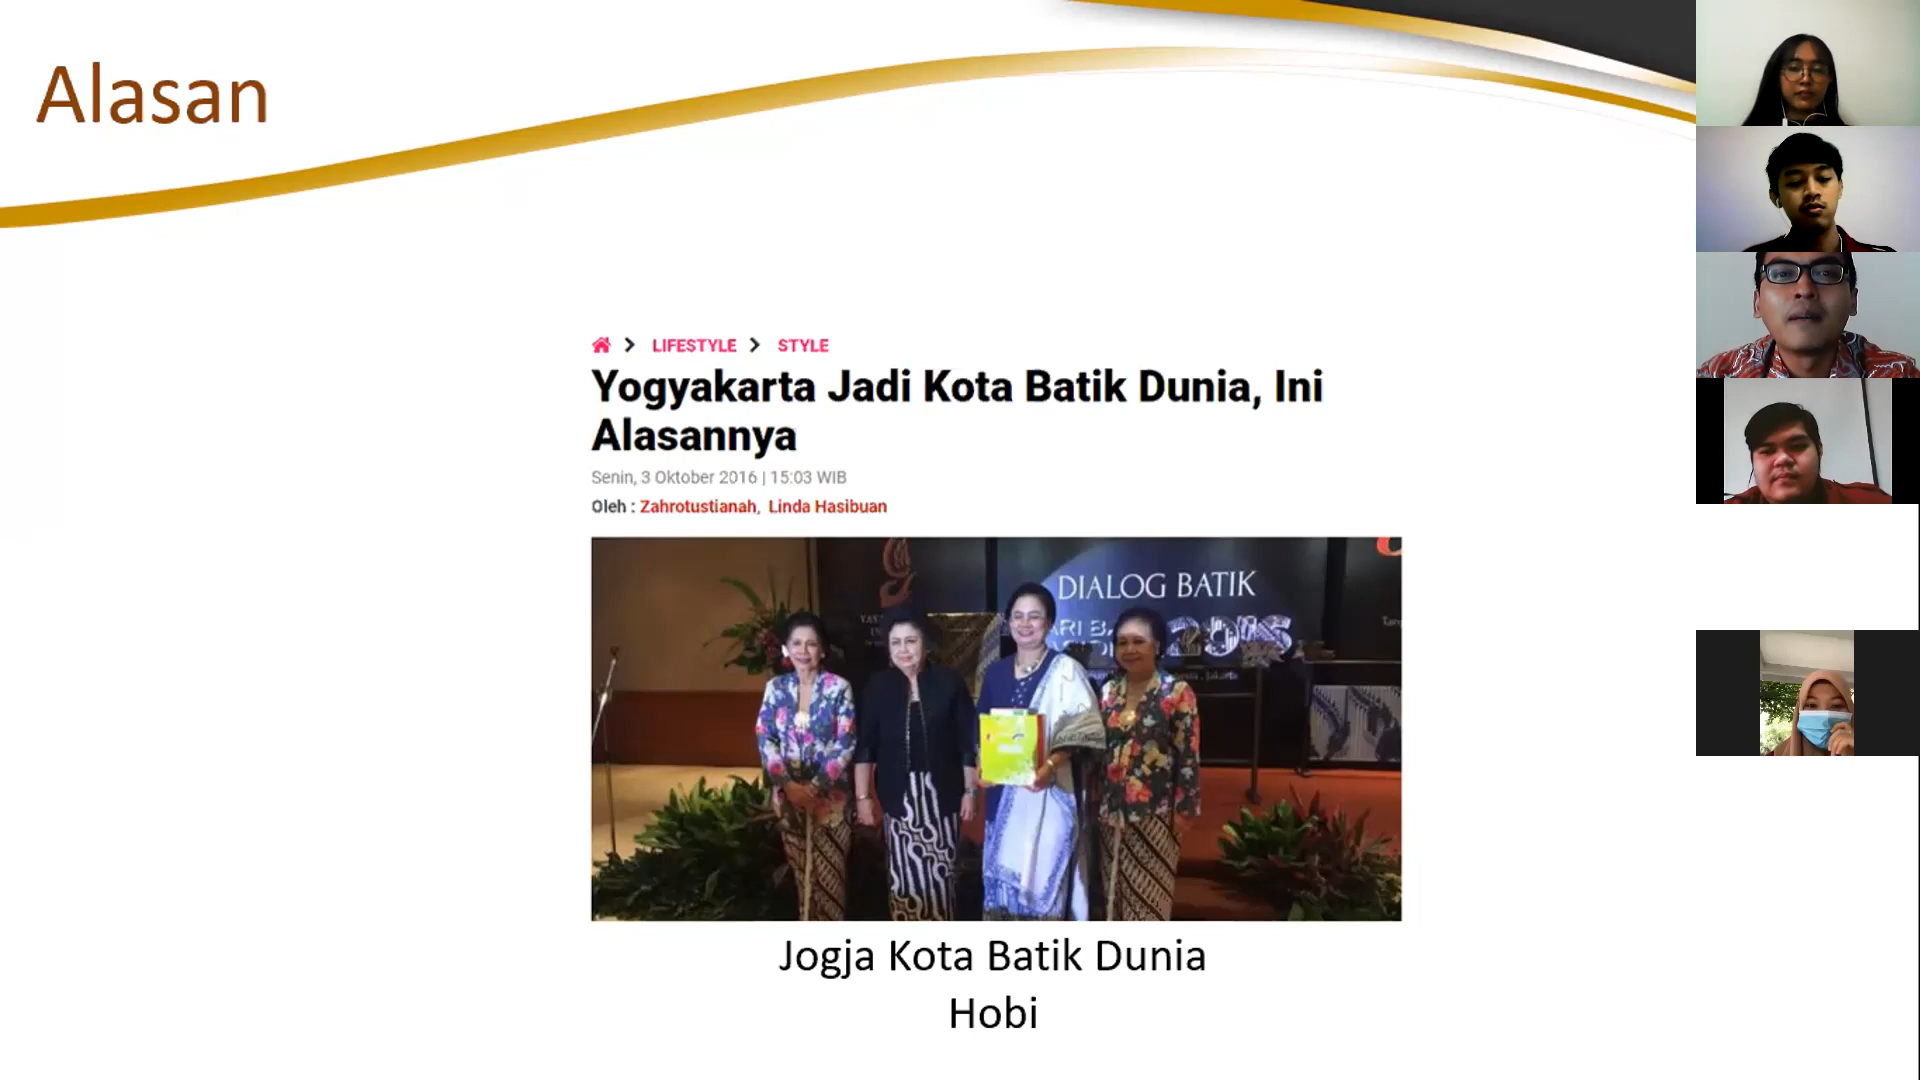 Alasan
LIFESTYLE
STYLE
Yogyakarta Jadi Kota Batik Dunia, Ini
Alasannya
Senin, 3 Oktober 2016 | 15:03 WIB
Oleh : Zahrotustianah, Linda Hasibuan
DIALOG BATIK
2016
Jogja Kota Batik Dunia
Hobi